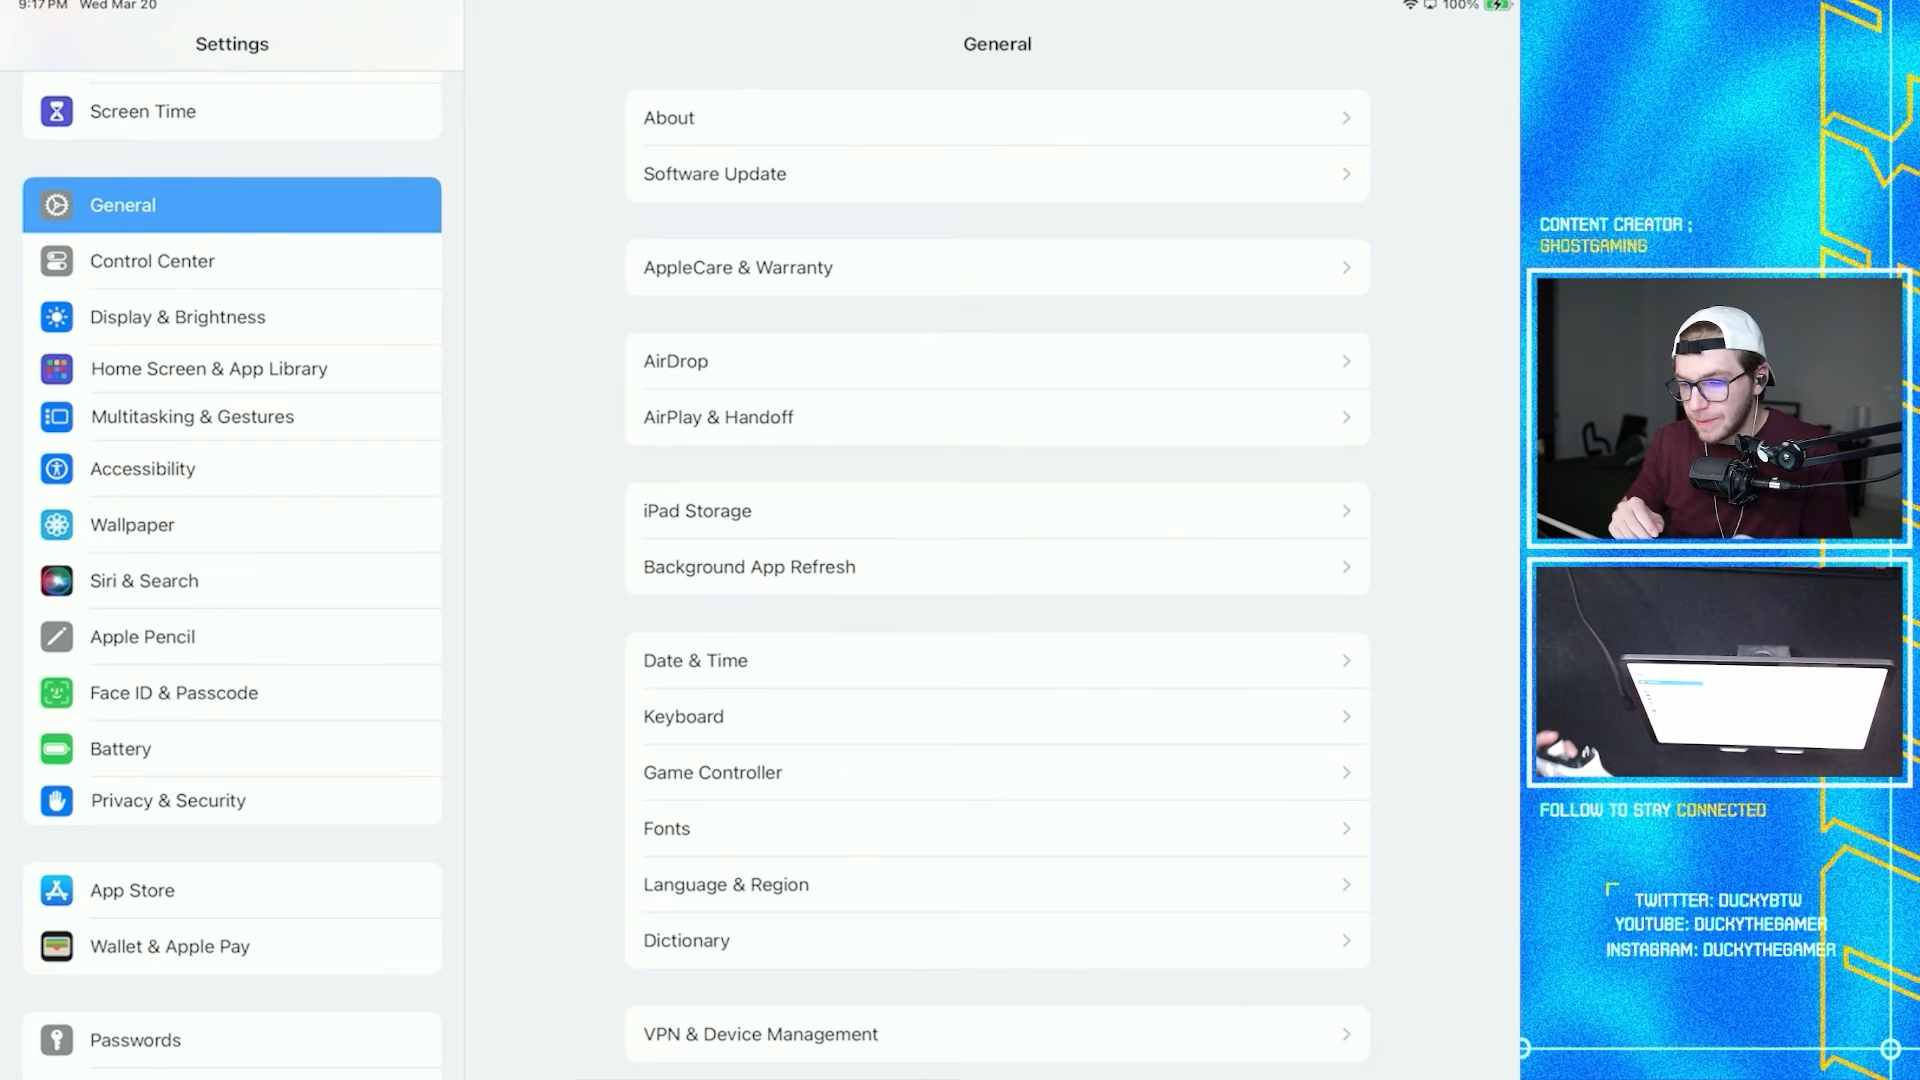 9:17 PM Wed Mar 20
100%
Settings
Screen Time
General
Control Center
Display & Brightness
Home Screen & App Library
Multitasking & Gestures
Accessibility
Wallpaper
Siri & Search
Apple Pencil
Face ID & Passcode
Battery
Privacy & Security
App Store
Wallet & Apple Pay
Passwords
General
About
Software Update
AppleCare & Warranty
AirDrop
AirPlay & Handoff
iPad Storage
Background App Refresh
Date & Time
Keyboard
Game Controller
Fonts
Language & Region
Dictionary
VPN & Device Management
CONTENT CREATOR ;
GHOSTGAMING
FOLLOW TO STAY CONNECTED
TWITTTER: DUCKYBTW
YOUTUBE: DUCKYTHEGAMER
INSTAGRAM: DUCKYTHEGAMER